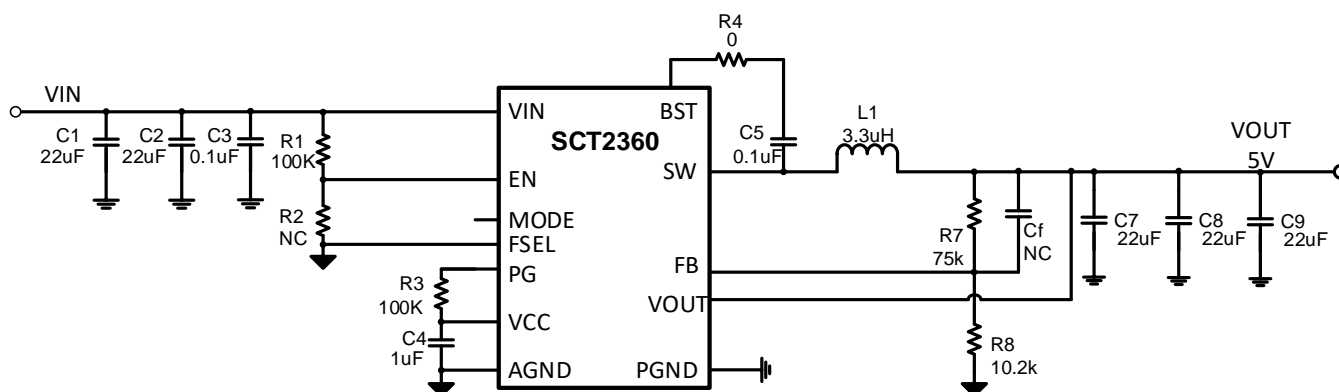 R4
0
VIN
C1
22uF
C2
22uF
C3
0.1uF
R1
100K
R2
NC
R3
100K
C4
1uF
VIN
BST
SCT2360
SW
EN
MODE
FSEL
PG
FB
VOUT
VCC
AGND
PGND
C5
0.1uF
L1
3.3uH
VOUT
5V
R7
75k
Cf
NC
C7
22uF
C8
22uF
C9
22uF
R8
10.2k